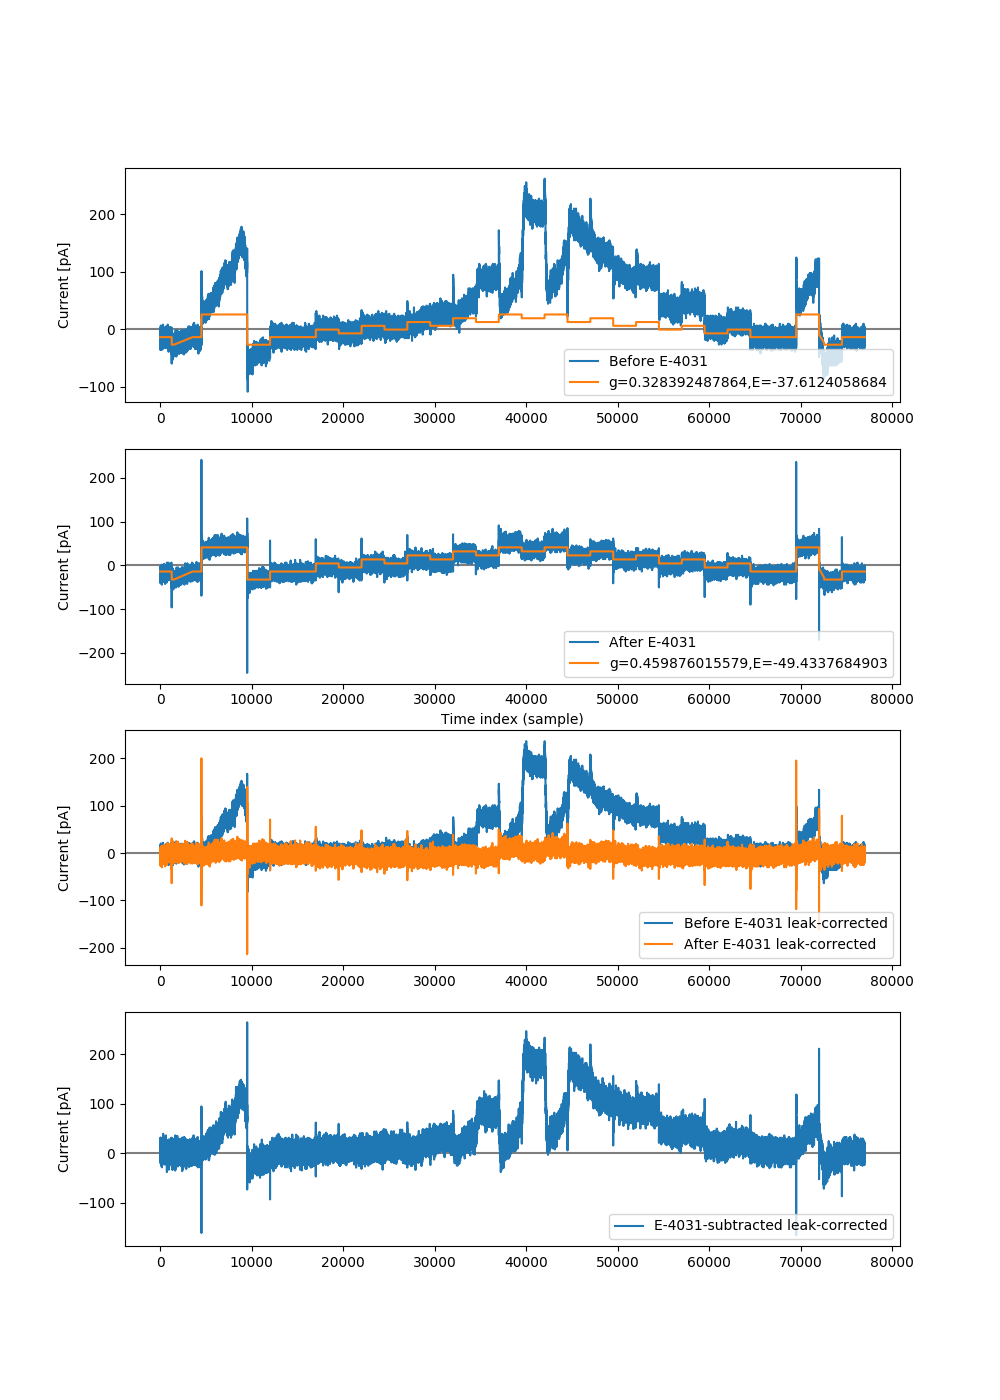 200
100
0
−100
Current [pA]
Before E-4031
g=0.328392487864,E=-37.6124058684
0 10000 20000 30000 40000 50000 60000 70000 80000
200
100
0
−100
−200
Current [pA]
After E-4031
g=0.459876015579,E=-49.4337684903
0 10000 20000 30000 40000 50000 60000 70000 80000
Time index (sample)
200
100
0
−100
−200
Current [pA]
Before E-4031 leak-corrected
After E-4031 leak-corrected
0 10000 20000 30000 40000 50000 60000 70000 80000
200
100
0
−100
Current [pA]
E-4031-subtracted leak-corrected
0 10000 20000 30000 40000 50000 60000 70000 80000